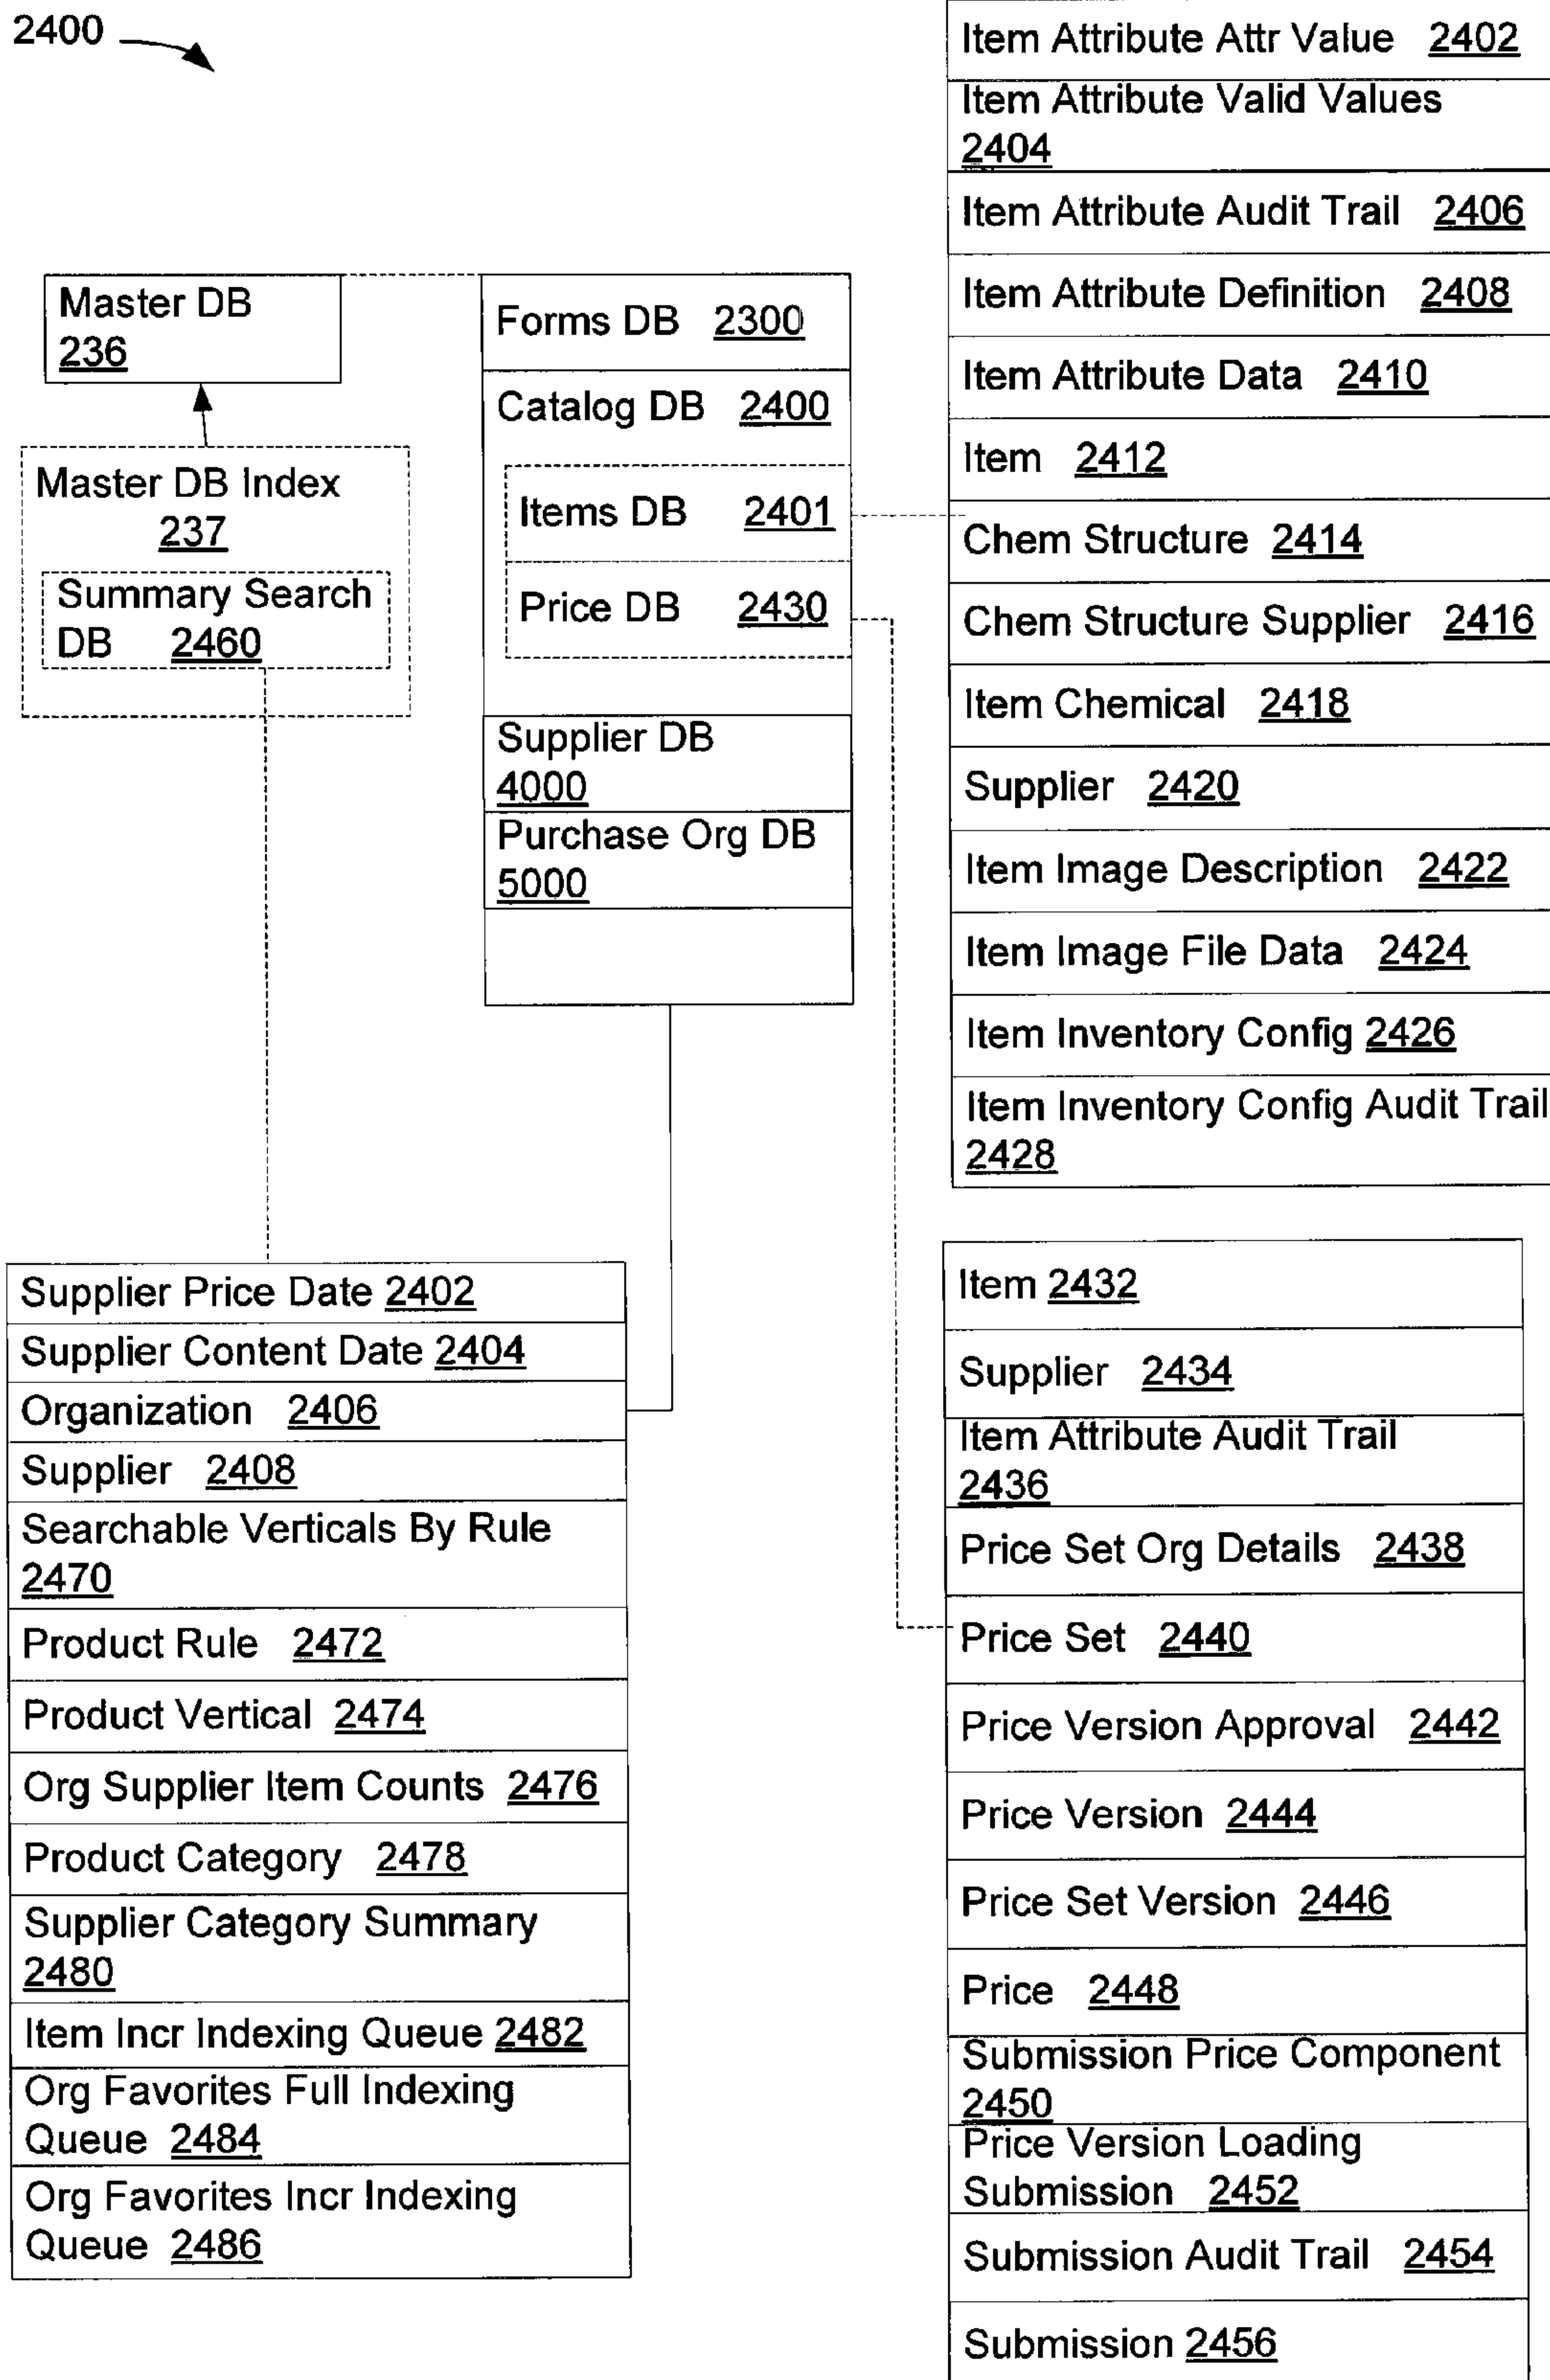 2400
Master DB
236
Master DB Index
237
Summary Search
DB 2460
Forms DB 2300
Catalog DB 2400
Items DB 2401
Price DB 2430
Supplier DB
4000
Purchase Org DB
5000
Item Attribute Attr Value 2402
Item Attribute Valid Values
2404
Item Attribute Audit Trail 2406
Item Attribute Definition 2408
Item Attribute Data 2410
Item 2412
Chem Structure 2414
Chem Structure Supplier 2416
Item Chemical 2418
Supplier 2420
Item Image Description 2422
Item Image File Data 2424
Item Inventory Config 2426
Item Inventory Config Audit Trail
2428
Supplier Price Date 2402
Supplier Content Date 2404
Organization 2406
Supplier 2408
Searchable Verticals By Rule
2470
Product Rule 2472
Product Vertical 2474
Org Supplier Item Counts 2476
Product Category 2478
Supplier Category Summary
2480
Item Incr Indexing Queue 2482
Org Favorites Full Indexing
Queue 2484
Org Favorites Incr Indexing
Queue 2486
Item 2432
Supplier 2434
Item Attribute Audit Trail
2436
Price Set Org Details 2438
Price Set 2440
Price Version Approval 2442
Price Version 2444
Price Set Version 2446
Price 2448
Submission Price Component
2450
Price Version Loading
Submission 2452
Submission Audit Trail 2454
Submission 2456